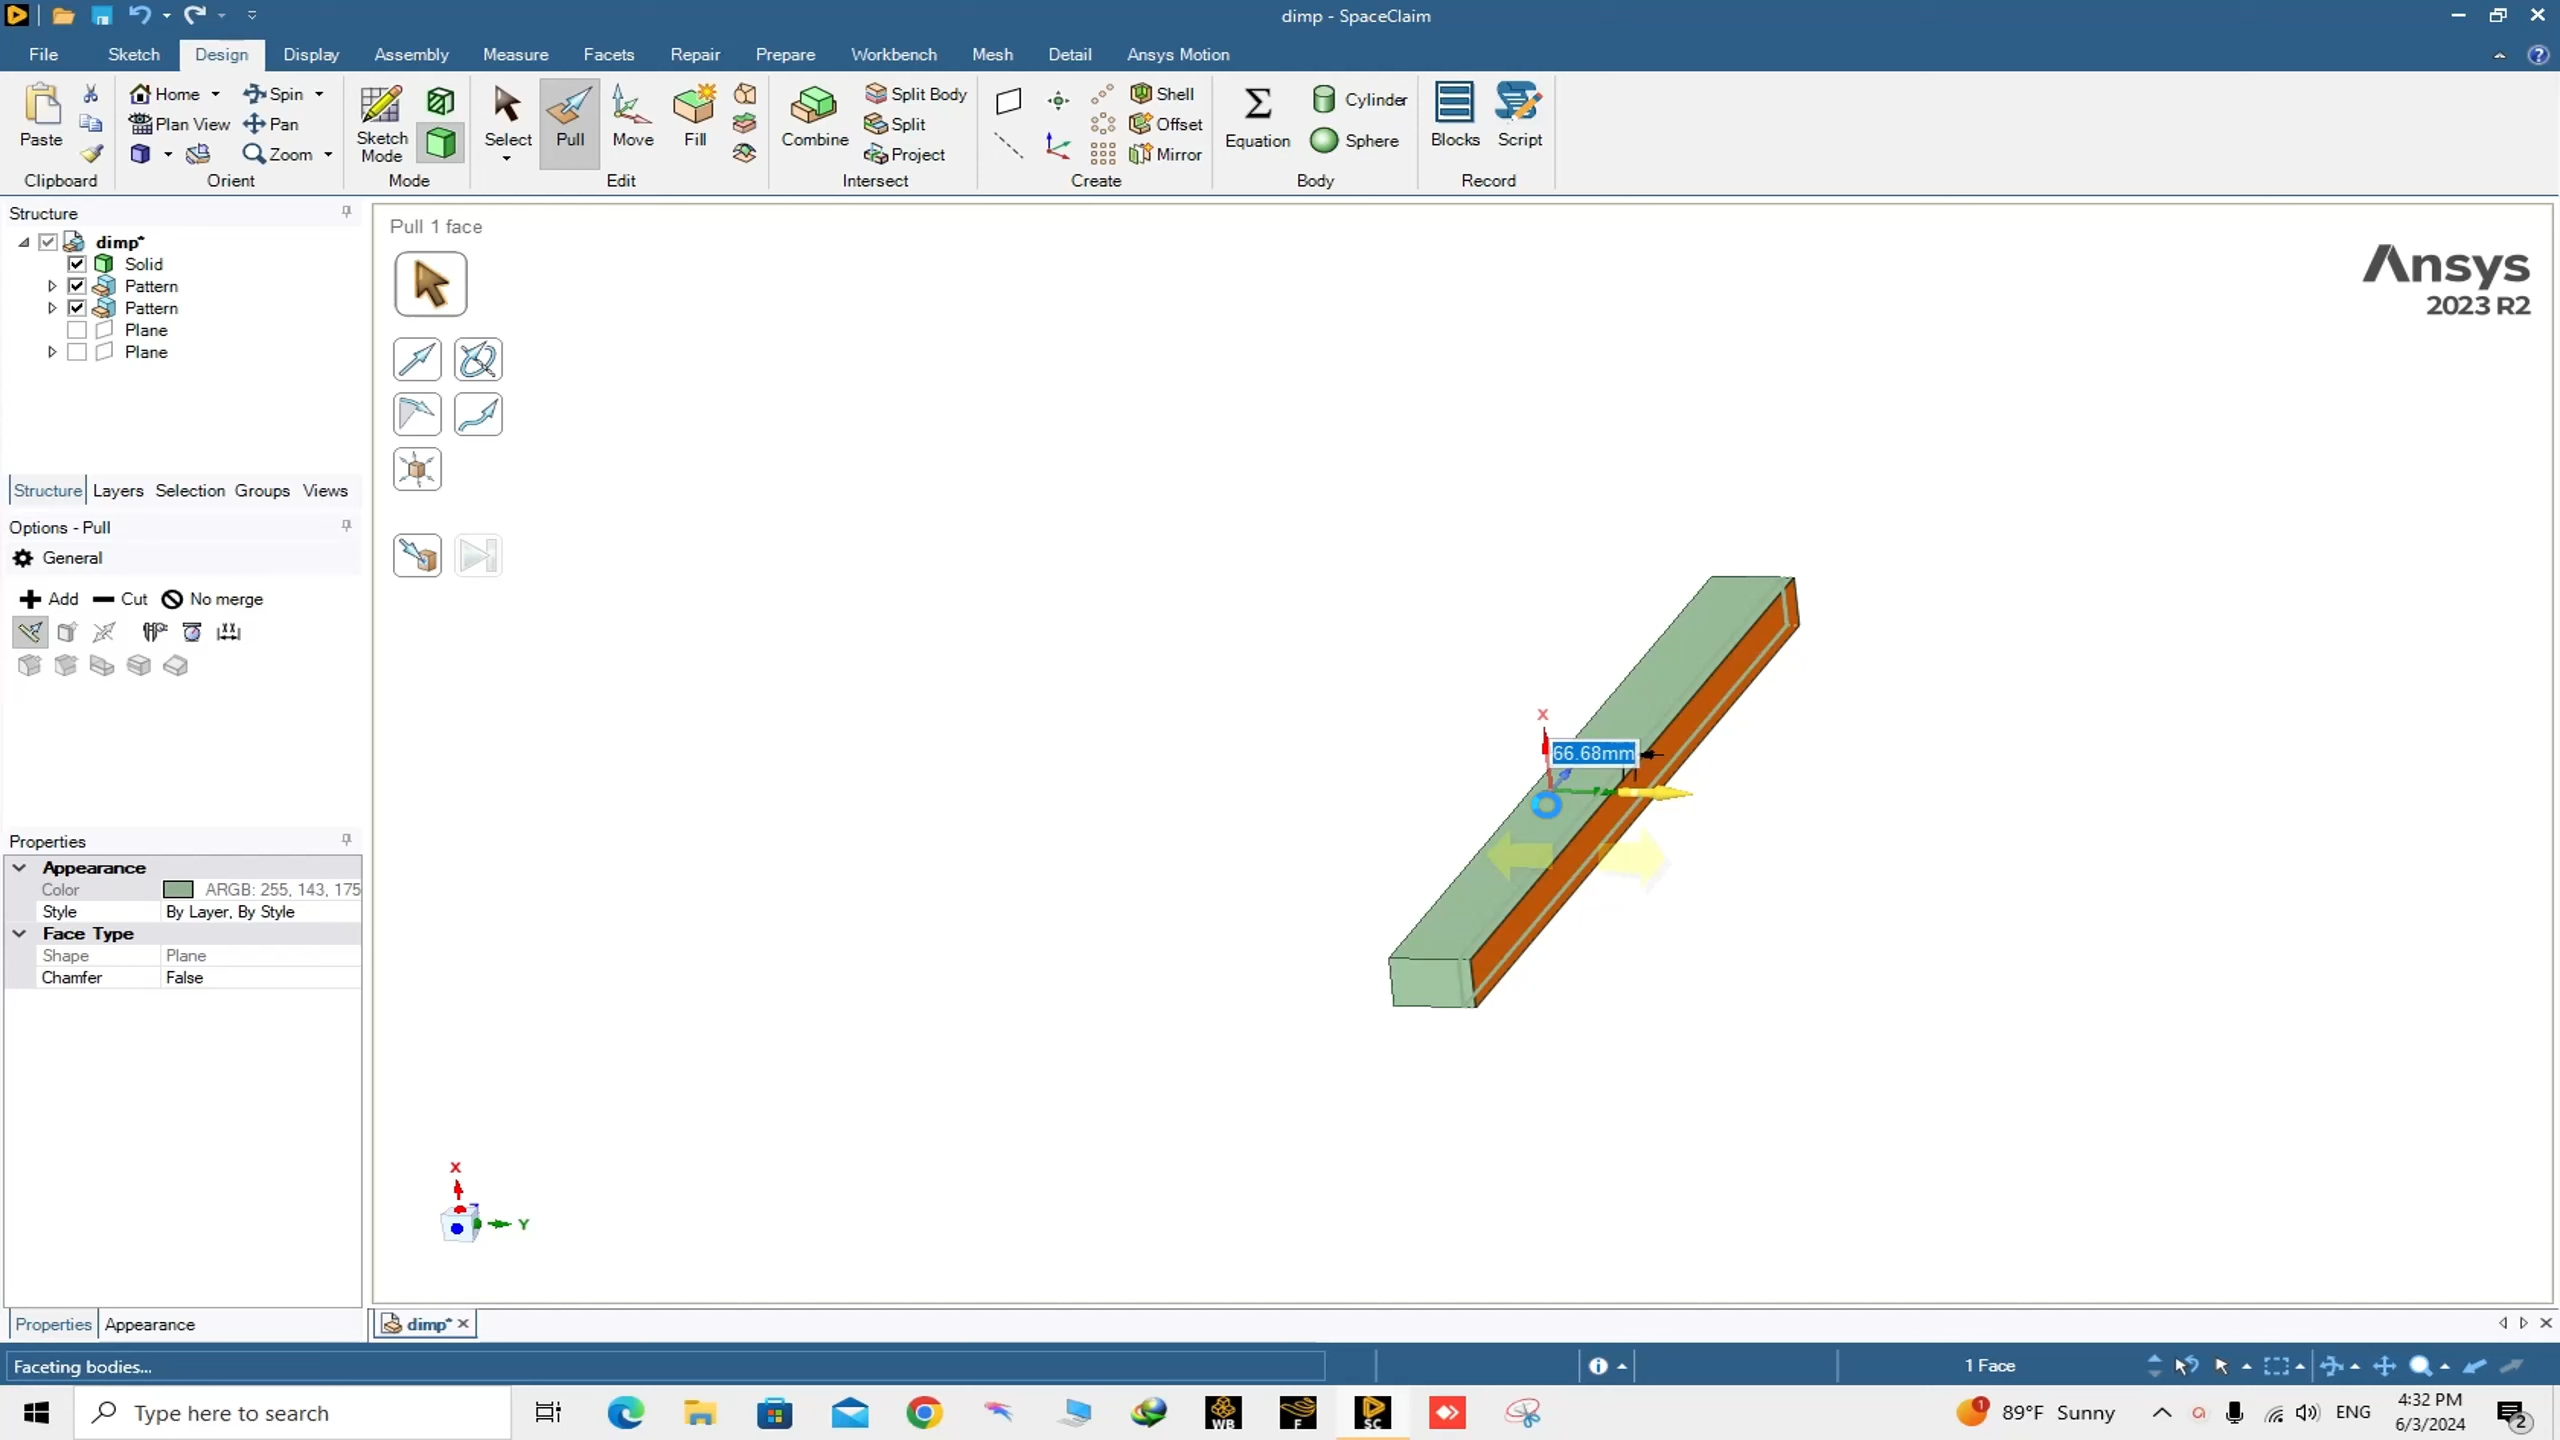 dimp - SpaceClaim
File Sketch Design Display Assembly Measure Facets Repair Prepare Workbench Mesh Detail Ansys Motion
Paste
Clipboard
Home Spin
Plan View Pan
Zoom
Orient
Sketch Mode
Mode
Select Pull Move Fill
Edit
Combine
Split Body
Split
Project
Intersect
Shell
Offset
Mirror
Create
Equation
Cylinder
Sphere
Body
Blocks Script
Record
Structure
dimp*
Solid
Pattern
Pattern
Plane
Plane
Structure Layers Selection Groups Views
Options - Pull
General
Add Cut No merge
Properties
Appearance
Color ARGB: 255, 143, 175
Style By Layer, By Style
Face Type
Shape Plane
Chamfer False
Properties Appearance
Pull 1 face
Ansys
2023 R2
X
66.68mm
X
Y
dimp*
Faceting bodies...
1 Face
Type here to search
WB
F
SC
1
89°F Sunny
ENG
4:32 PM
6/3/2024
2